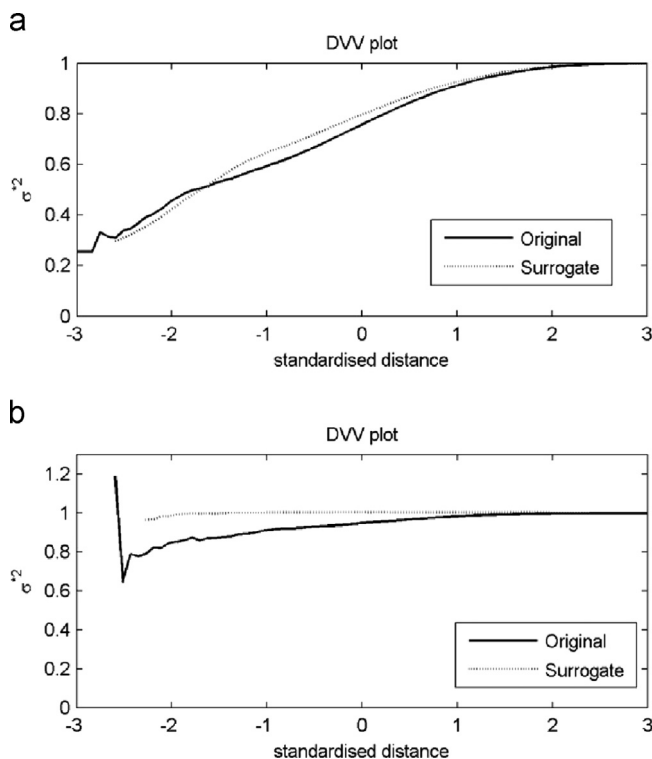 a
DVV plot
1
0.8
0.6
0.4
0.2
0
σ*2
-3 -2 -1 0 1 2 3
standardised distance
Original
Surrogate
b
DVV plot
1.2
1
0.8
0.6
0.4
0.2
0
σ*2
-3 -2 -1 0 1 2 3
standardised distance
Original
Surrogate